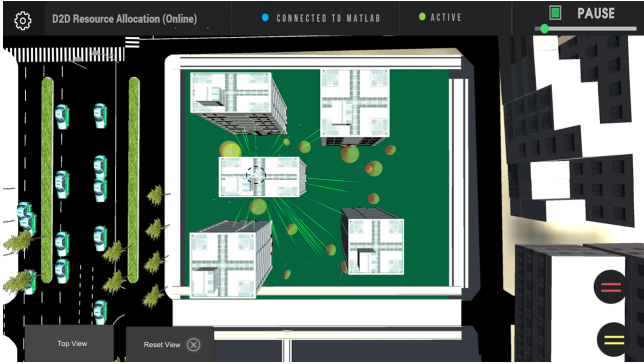 D2D Resource Allocation (Online)
CONNECTED TO MATLAB
ACTIVE
PAUSE
Top View
Reset View